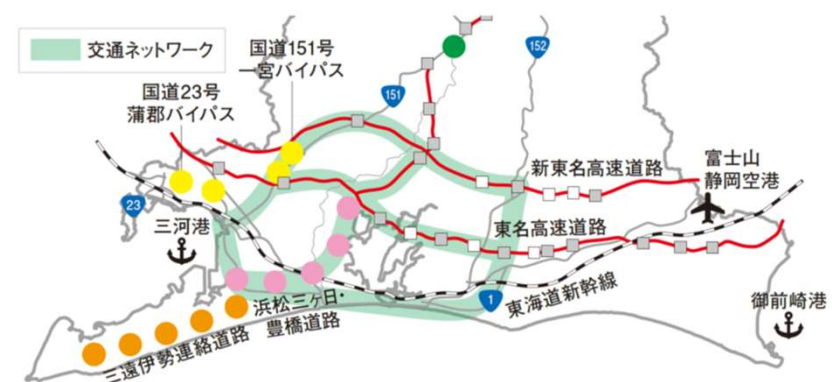 交通ネットワーク
国道151号
一宮バイパス
国道23号
蒲郡バイパス
152
151
新東名高速道路
富士山
静岡空港
23
三河港
東名高速道路
1
東海道新幹線
浜松三ヶ日・
豊橋道路
御前崎港
三遠伊勢連絡道路